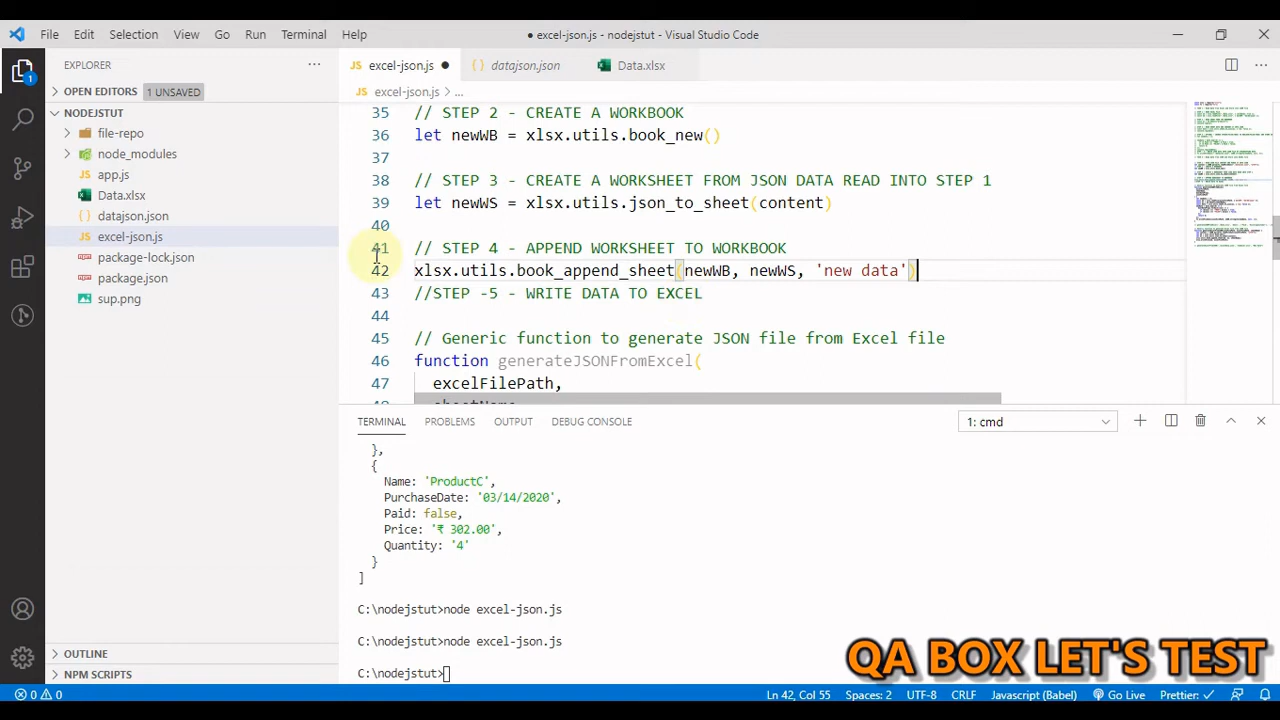 File Edit Selection View Go Run Terminal Help
● excel-json.js - nodejstut - Visual Studio Code
EXPLORER ···
OPEN EDITORS 1 UNSAVED
NODEJSTUT
file-repo
node_modules
JS app.js
Data.xlsx
{} datajson.json
JS excel-json.js
package-lock.json
package.json
sup.png
OUTLINE
NPM SCRIPTS
1
JS excel-json.js ● {} datajson.json Data.xlsx
JS excel-json.js > ...
35 // STEP 2 - CREATE A WORKBOOK
36 let newWB = xlsx.utils.book_new()
37
38 // STEP 3 - CREATE A WORKSHEET FROM JSON DATA READ INTO STEP 1
39 let newWS = xlsx.utils.json_to_sheet(content)
40
41 // STEP 4 - APPEND WORKSHEET TO WORKBOOK
42 xlsx.utils.book_append_sheet(newWB, newWS, 'new data')
43 //STEP -5 - WRITE DATA TO EXCEL
44
45 // Generic function to generate JSON file from Excel file
46 function generateJSONFromExcel(
47 excelFilePath,
TERMINAL PROBLEMS OUTPUT DEBUG CONSOLE 1: cmd
},
{
Name: 'ProductC',
PurchaseDate: '03/14/2020',
Paid: false,
Price: '₹ 302.00',
Quantity: '4'
}
]
C:\nodejstut>node excel-json.js
C:\nodejstut>node excel-json.js
C:\nodejstut>
QA BOX LET'S TEST
0 0 Ln 42, Col 55 Spaces: 2 UTF-8 CRLF Javascript (Babel) Go Live Prettier: ✓